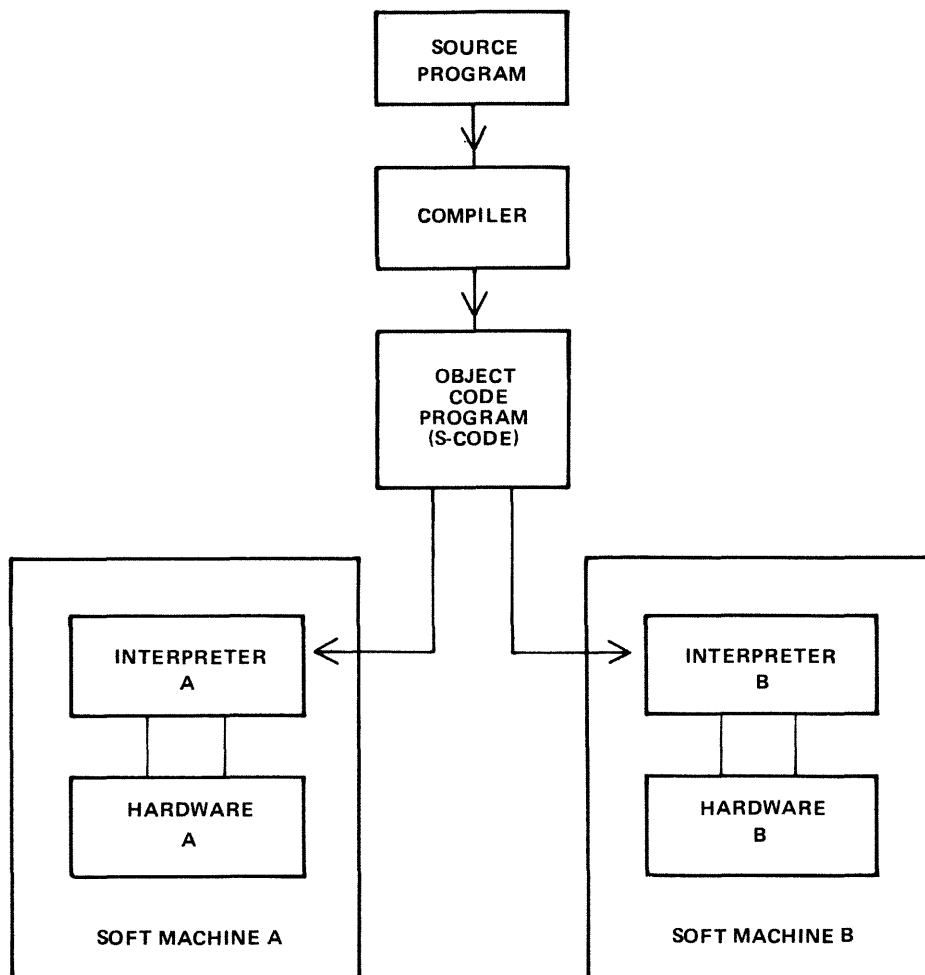 SOURCE
PROGRAM
COMPILER
OBJECT
CODE
PROGRAM
(S-CODE)
INTERPRETER
A
HARDWARE
A
SOFT MACHINE A
INTERPRETER
B
HARDWARE
B
SOFT MACHINE B